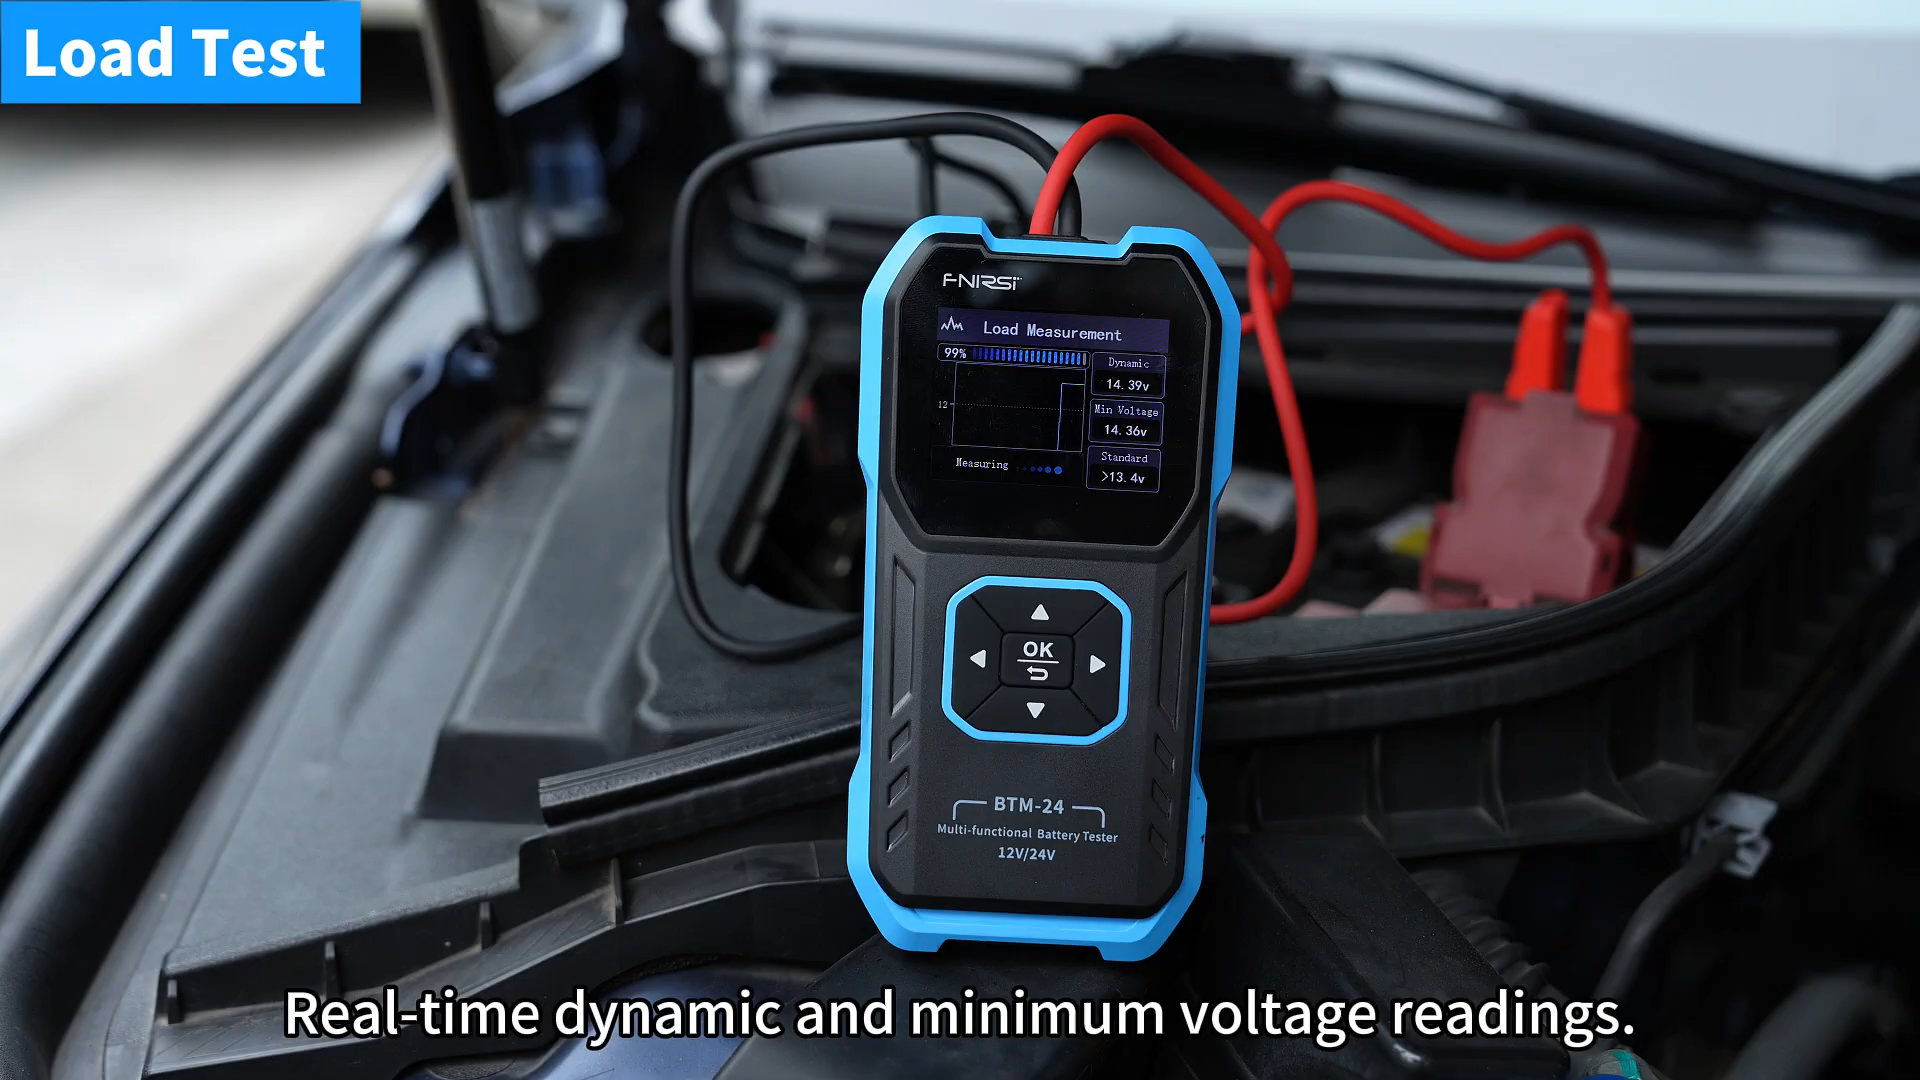 Load Test
FNIRSI
Load Measurement
99%
Dynamic
14.39v
12
Min Voltage
14.36v
Measuring
Standard
>13.4v
OK
BTM-24
Multi-functional Battery Tester
12V/24V
Real-time dynamic and minimum voltage readings.